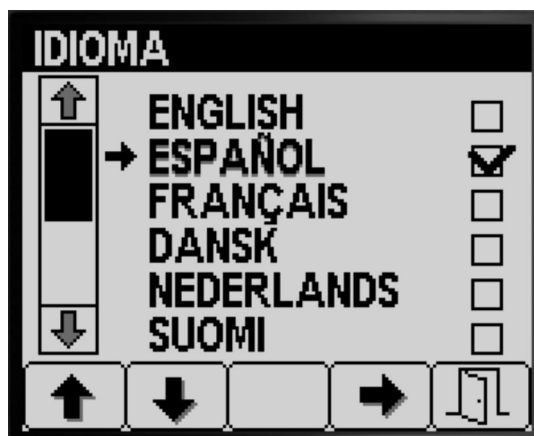 IDIOMA
ENGLISH
ESPAÑOL
FRANÇAIS
DANSK
NEDERLANDS
SUOMI